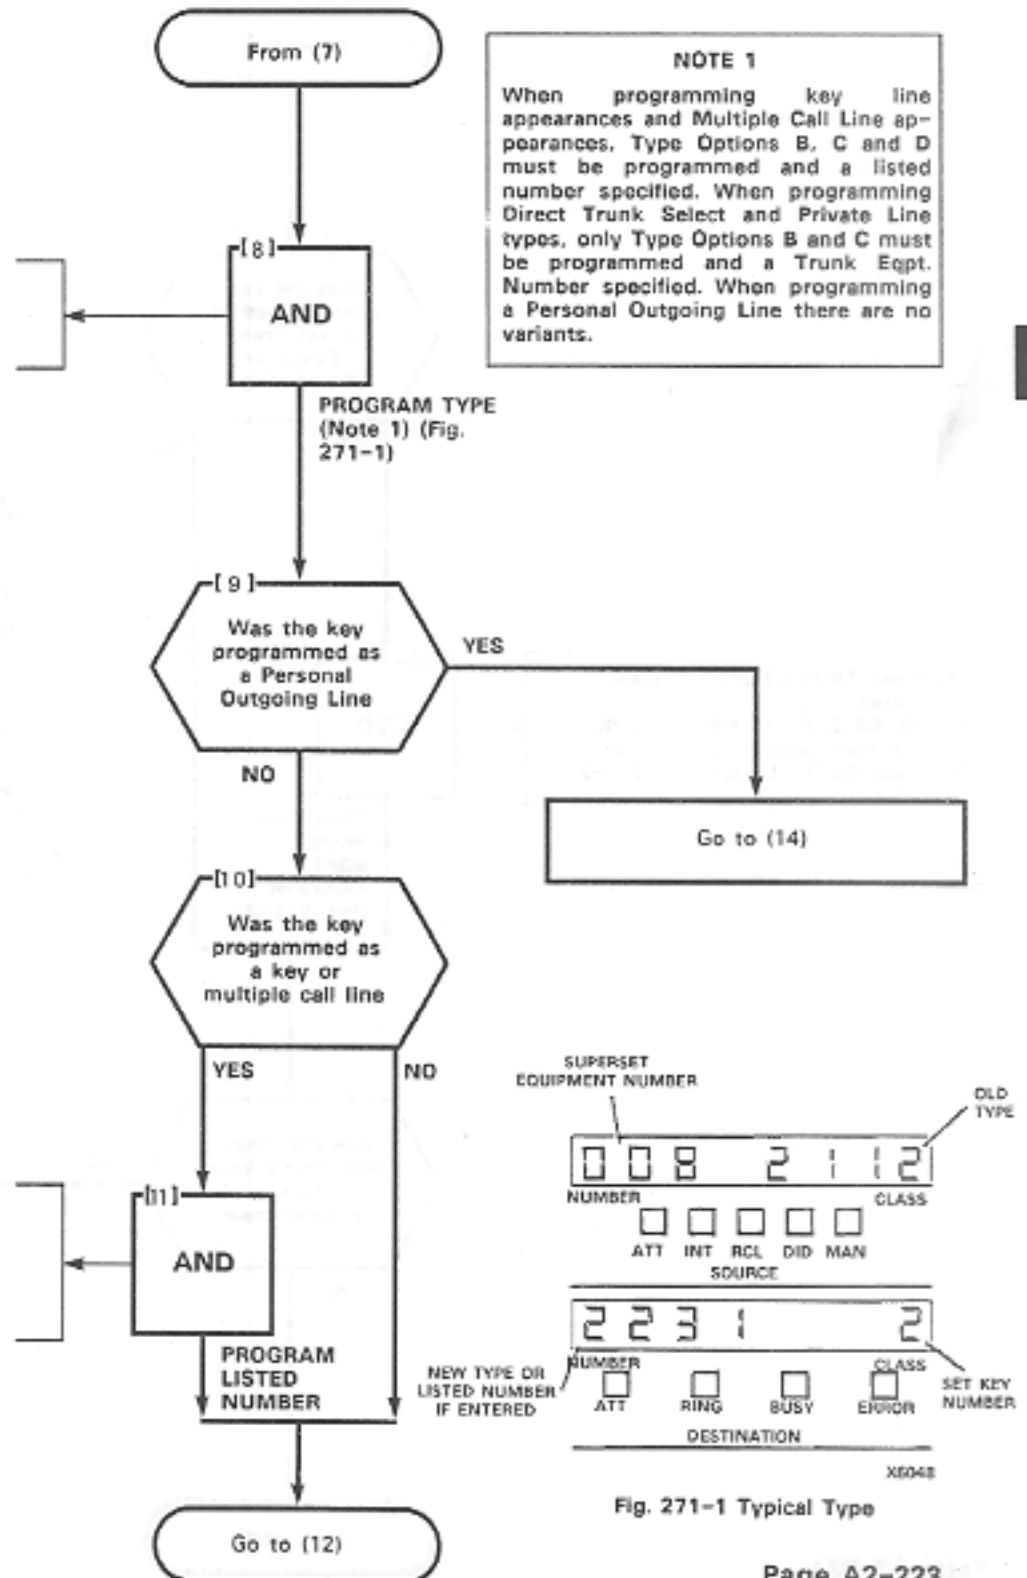 From (7)
NOTE 1
When programming key line
appearances and Multiple Call Line ap-
pearances, Type Options B, C and D
must be programmed and a listed
number specified. When programming
Direct Trunk Select and Private Line
types, only Type Options B and C must
be programmed and a Trunk Eqpt.
Number specified. When programming
a Personal Outgoing Line there are no
variants.
[8]
AND
PROGRAM TYPE
(Note 1) (Fig.
271-1)
[9]
Was the key
programmed as
a Personal
Outgoing Line
YES
NO
Go to (14)
[10]
Was the key
programmed as
a key or
multiple call line
YES
NO
[11]
AND
PROGRAM
LISTED
NUMBER
Go to (12)
SUPERSET
EQUIPMENT NUMBER
OLD
TYPE
008 2 1 12
NUMBER CLASS
ATT INT RCL DID MAN
SOURCE
2231 2
NUMBER CLASS
NEW TYPE OR
LISTED NUMBER
IF ENTERED
SET KEY
NUMBER
ATT RING BUSY ERROR
DESTINATION
X6048
Fig. 271-1 Typical Type
Page A2-223